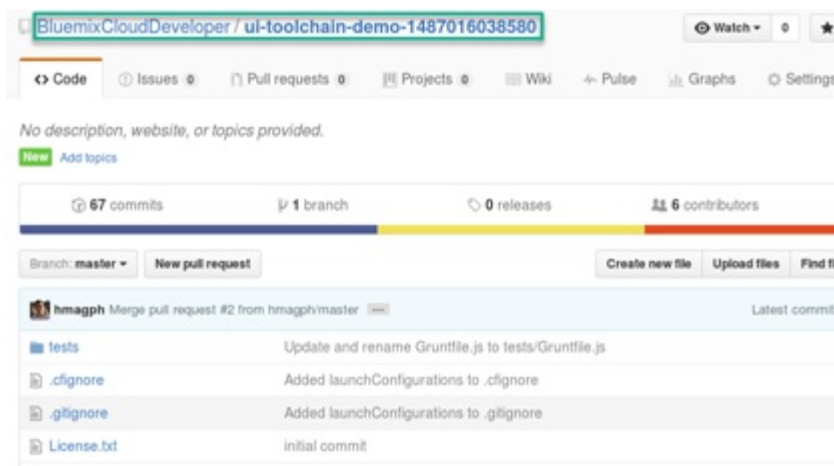 BluemixCloudDeveloper / ui-toolchain-demo-1487016038580 Watch 0
Code Issues 0 Pull requests 0 Projects 0 Wiki Pulse Graphs Settings
No description, website, or topics provided.
New Add topics
67 commits 1 branch 0 releases 6 contributors
Branch: master New pull request Create new file Upload files Find fi
hmagph Merge pull request #2 from hmagph/master ... Latest commit
tests Update and rename Gruntfile.js to tests/Gruntfile.js
.cfignore Added launchConfigurations to .cfignore
.gitignore Added launchConfigurations to .gitignore
License.txt initial commit